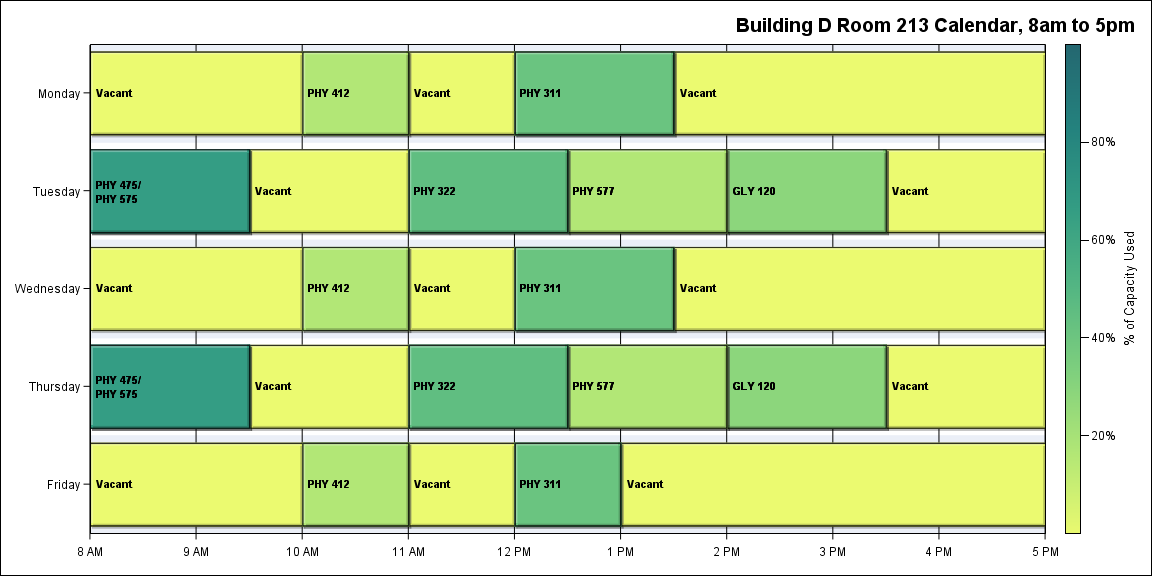 Building D Room 213 Calendar, 8am to 5pm
Monday
Vacant
PHY 412
Vacant
PHY 311
Vacant
Tuesday
PHY 475/
PHY 575
Vacant
PHY 322
PHY 577
GLY 120
Vacant
Wednesday
Vacant
PHY 412
Vacant
PHY 311
Vacant
Thursday
PHY 475/
PHY 575
Vacant
PHY 322
PHY 577
GLY 120
Vacant
Friday
Vacant
PHY 412
Vacant
PHY 311
Vacant
8 AM
9 AM
10 AM
11 AM
12 PM
1 PM
2 PM
3 PM
4 PM
5 PM
80%
60%
40%
20%
% of Capacity Used